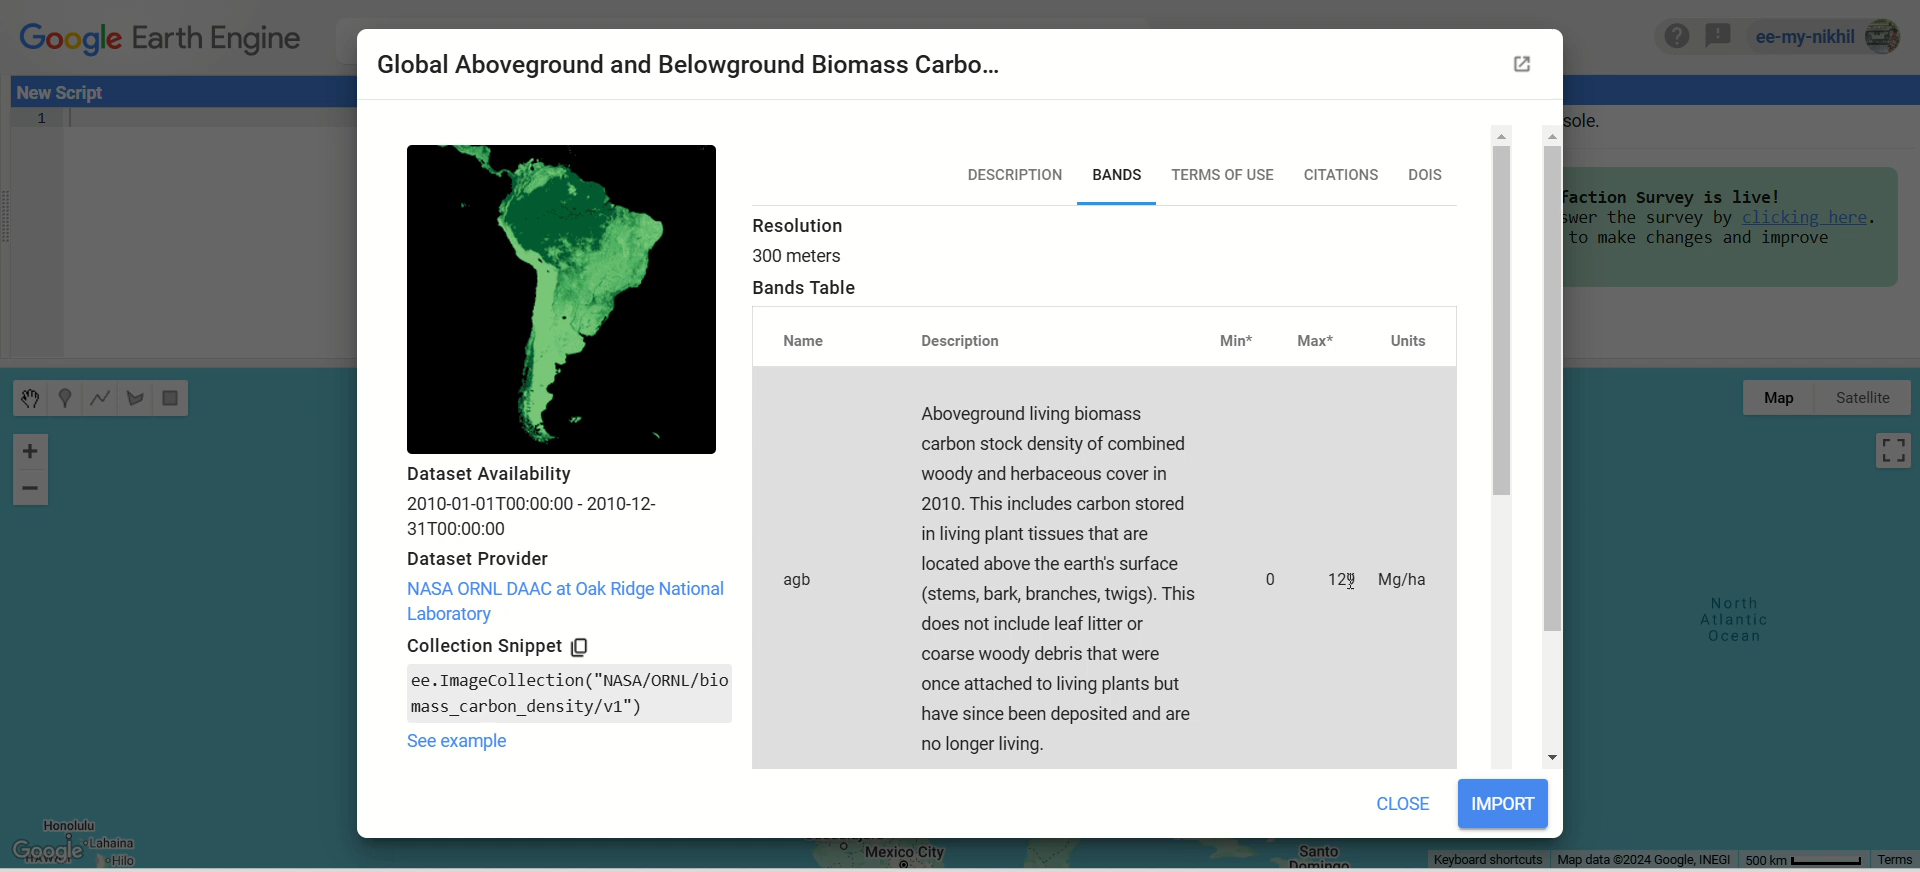 Google Earth Engine
ee-my-nikhil
New Script
1
sole.
faction Survey is live!
swer the survey by clicking here.
to make changes and improve
Global Aboveground and Belowground Biomass Carbo...
DESCRIPTION
BANDS
TERMS OF USE
CITATIONS
DOIS
Resolution
300 meters
Bands Table
Name Description Min* Max* Units
agb
Aboveground living biomass
carbon stock density of combined
woody and herbaceous cover in
2010. This includes carbon stored
in living plant tissues that are
located above the earth's surface
(stems, bark, branches, twigs). This
does not include leaf litter or
coarse woody debris that were
once attached to living plants but
have since been deposited and are
no longer living.
0
129
Mg/ha
Dataset Availability
2010-01-01T00:00:00 - 2010-12-
31T00:00:00
Dataset Provider
NASA ORNL DAAC at Oak Ridge National
Laboratory
Collection Snippet
ee.ImageCollection("NASA/ORNL/bio
mass_carbon_density/v1")
See example
CLOSE
IMPORT
Map
Satellite
North
Atlantic
Ocean
Honolulu
Lahaina
Hilo
Google
Mexico City
Santo
Domingo
Keyboard shortcuts
Map data ©2024 Google, INEGI
500 km
Terms